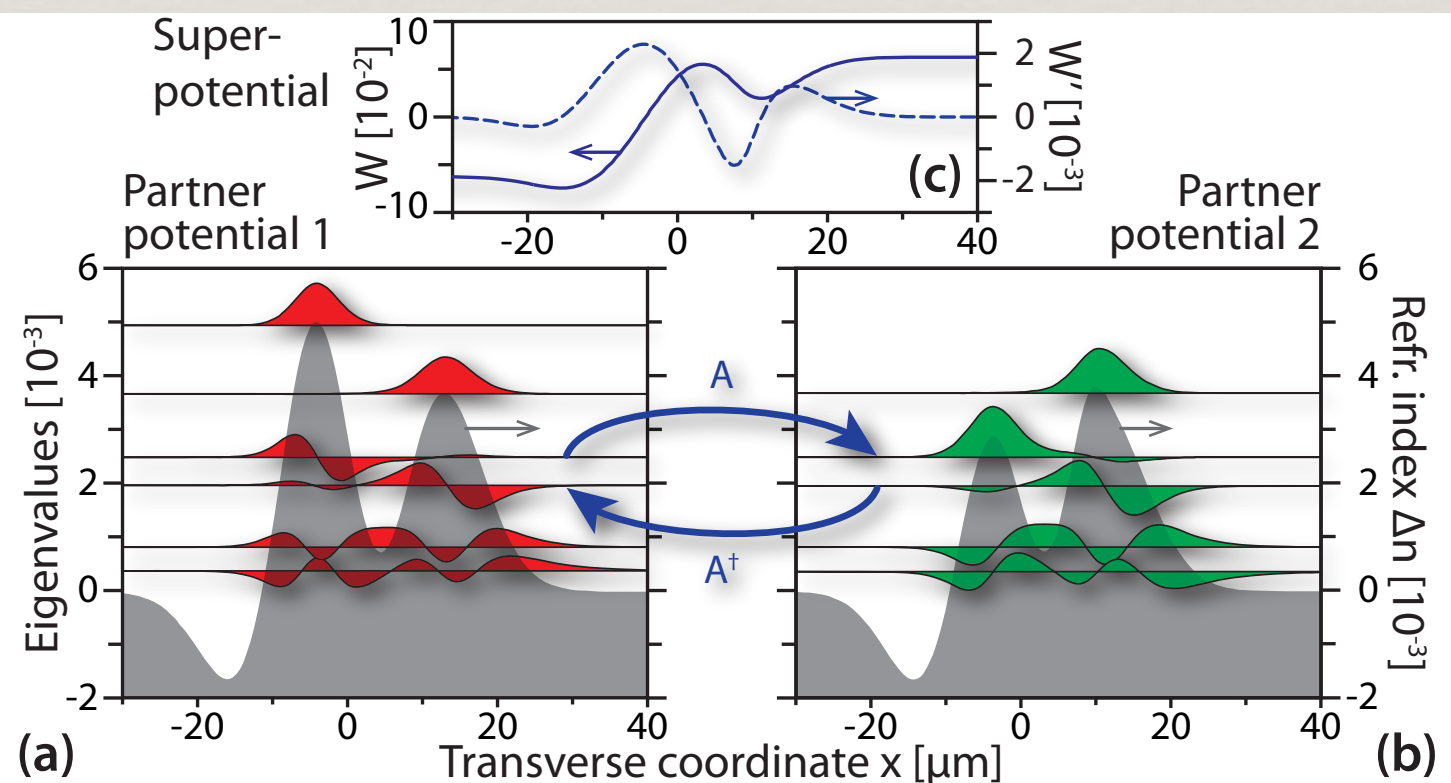 Super-
potential
W [10⁻²]
10
0
-10
2
0
-2
W' [10⁻³]
(c)
-20 0 20 40
Partner
potential 1
Partner
potential 2
Eigenvalues [10⁻³]
6
4
2
0
-2
A
A†
6
4
2
0
-2
Refr. index Δn [10⁻³]
-20 0 20 40
-20 0 20 40
(a)
Transverse coordinate x [µm]
(b)